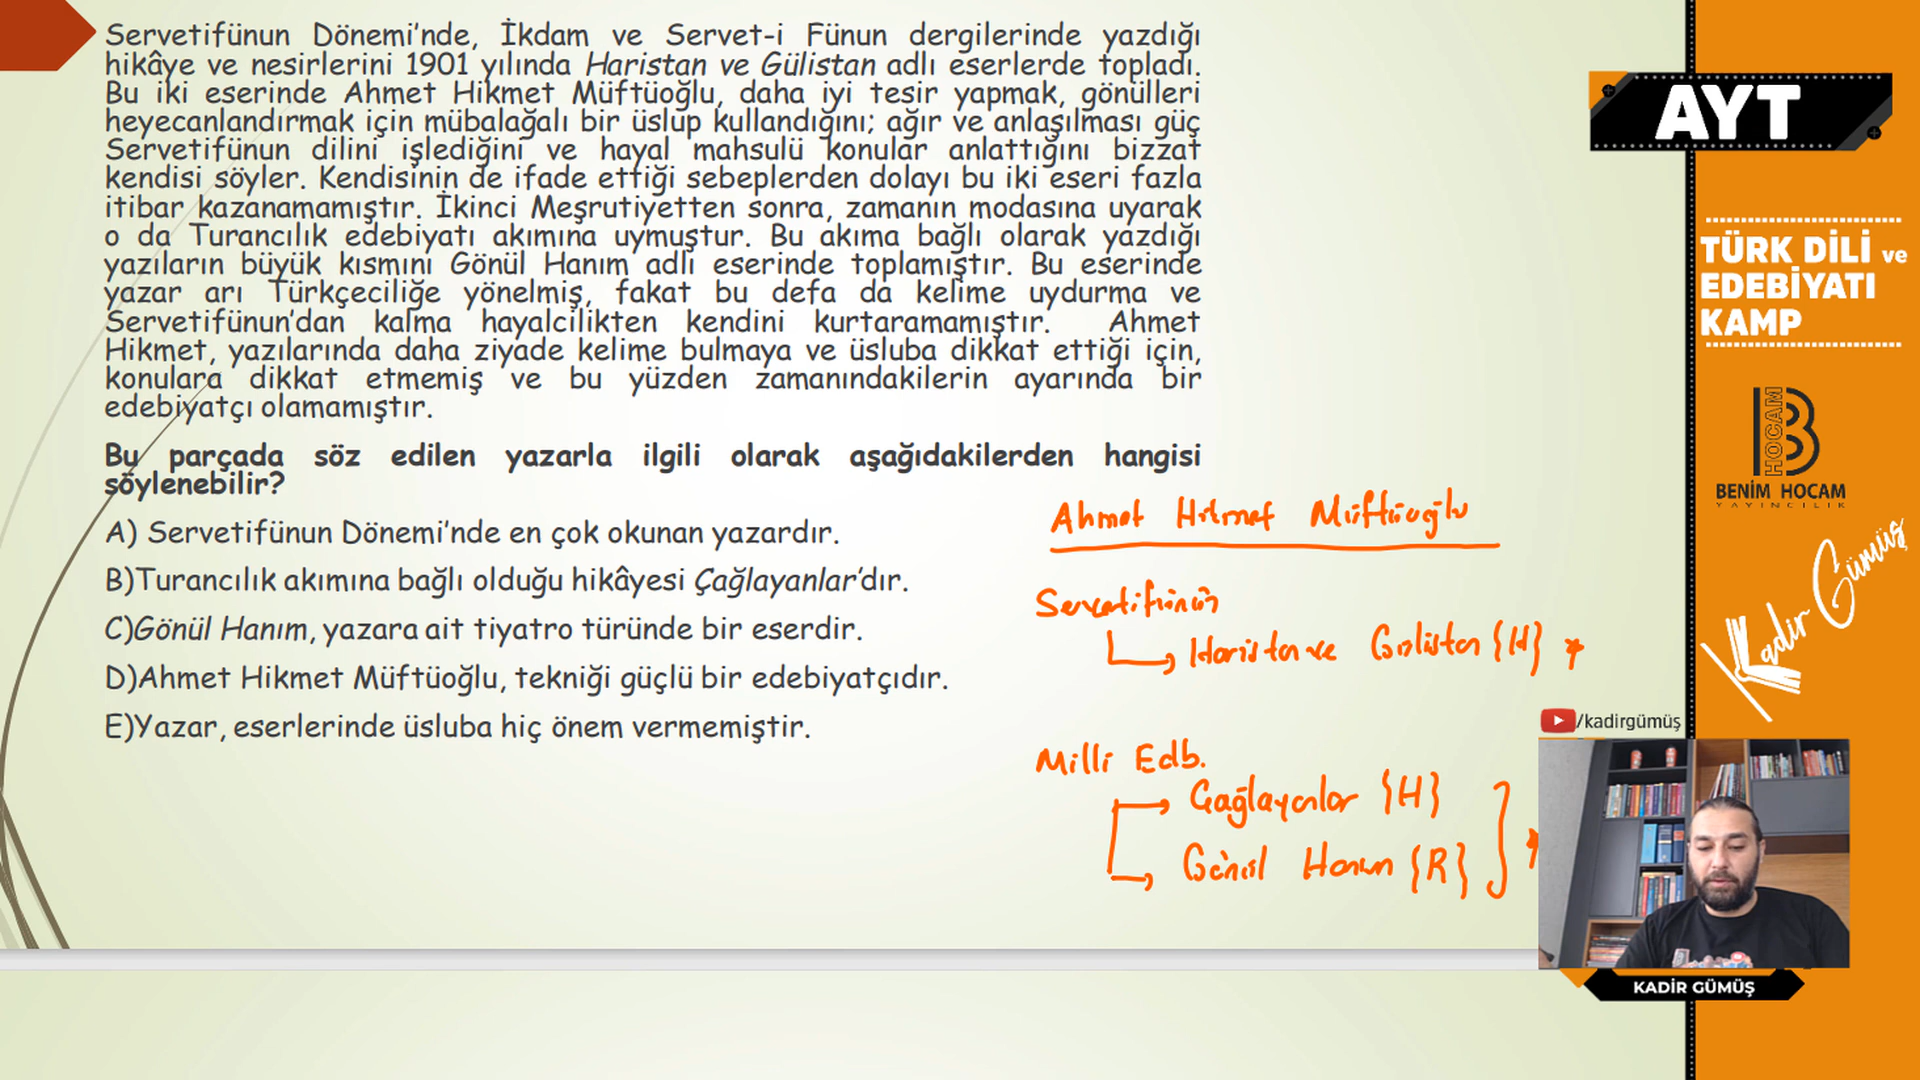 Servetifünun Dönemi'nde, İkdam ve Servet-i Fünun dergilerinde yazdığı
hikâye ve nesirlerini 1901 yılında Haristan ve Gülistan adlı eserlerde topladı.
Bu iki eserinde Ahmet Hikmet Müftüoğlu, daha iyi tesir yapmak, gönülleri
heyecanlandırmak için mübalağalı bir üslup kullandığını; ağır ve anlaşılması güç
Servetifünun dilini işlediğini ve hayal mahsulü konular anlattığını bizzat
kendisi söyler. Kendisinin de ifade ettiği sebeplerden dolayı bu iki eseri fazla
itibar kazanamamıştır. İkinci Meşrutiyetten sonra, zamanın modasına uyarak
o da Turancılık edebiyatı akımına uymuştur. Bu akıma bağlı olarak yazdığı
yazıların büyük kısmını Gönül Hanım adlı eserinde toplamıştır. Bu eserinde
yazar arı Türkçeciliğe yönelmiş, fakat bu defa da kelime uydurma ve
Servetifünun'dan kalma hayalcilikten kendini kurtaramamıştır. Ahmet
Hikmet, yazılarında daha ziyade kelime bulmaya ve üsluba dikkat ettiği için,
konulara dikkat etmemiş ve bu yüzden zamanındakilerin ayarında bir
edebiyatçı olamamıştır.
Bu parçada söz edilen yazarla ilgili olarak aşağıdakilerden hangisi
söylenebilir?
A) Servetifünun Dönemi'nde en çok okunan yazardır.
B)Turancılık akımına bağlı olduğu hikâyesi Çağlayanlar'dır.
C)Gönül Hanım, yazara ait tiyatro türünde bir eserdir.
D)Ahmet Hikmet Müftüoğlu, tekniği güçlü bir edebiyatçıdır.
E)Yazar, eserlerinde üsluba hiç önem vermemiştir.
Ahmet Hikmet Müftüoğlu
Servetifünun
Haristan ve Gülistan {H}
Milli Edb.
Çağlayanlar {H}
Gönül Hanım {R}
AYT
TÜRK DİLİ ve
EDEBİYATI
KAMP
HOCAM
BENİM HOCAM
YAYINCILIK
Kadir Gümüş
/kadirgümüş
KADİR GÜMÜŞ